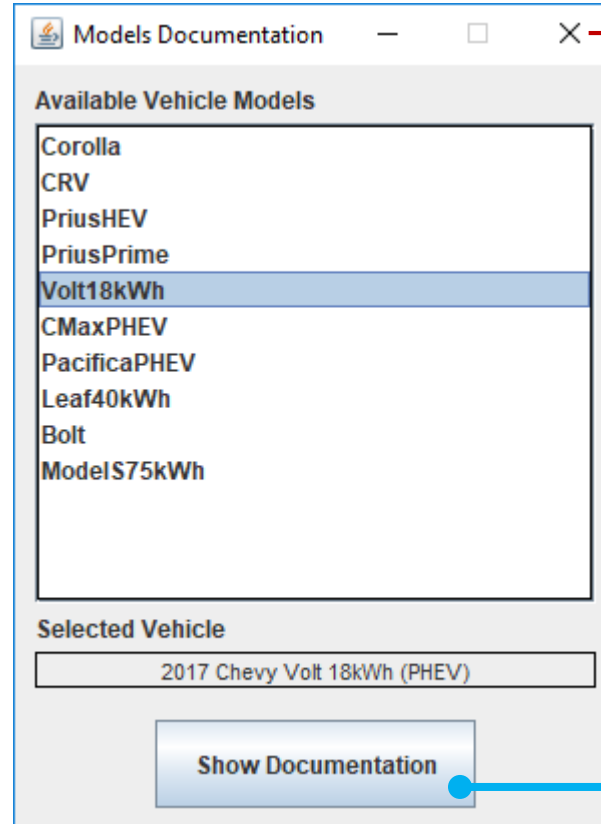 Models Documentation
Available Vehicle Models
Corolla
CRV
PriusHEV
PriusPrime
Volt18kWh
CMaxPHEV
PacificaPHEV
Leaf40kWh
Bolt
ModelS75kWh
Selected Vehicle
2017 Chevy Volt 18kWh (PHEV)
Show Documentation